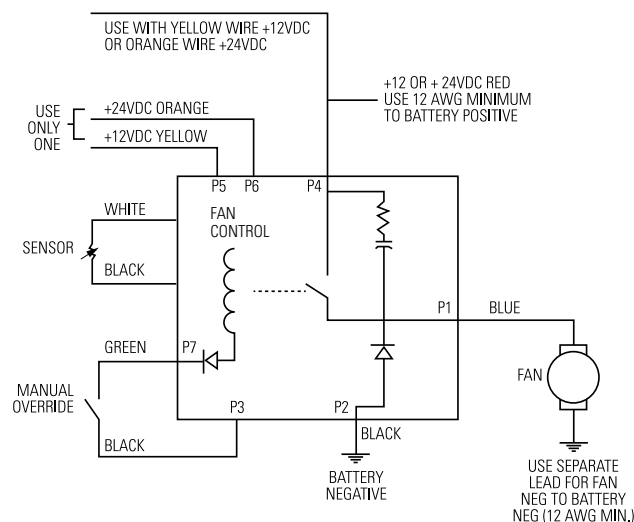 USE WITH YELLOW WIRE +12VDC
OR ORANGE WIRE +24VDC
+12 OR + 24VDC RED
USE 12 AWG MINIMUM
TO BATTERY POSITIVE
USE
ONLY
ONE
+24VDC ORANGE
+12VDC YELLOW
P5
P6
P4
WHITE
FAN
CONTROL
SENSOR
BLACK
P1
BLUE
GREEN
P7
FAN
MANUAL
OVERRIDE
P3
P2
BLACK
BLACK
BATTERY
NEGATIVE
USE SEPARATE
LEAD FOR FAN
NEG TO BATTERY
NEG (12 AWG MIN.)